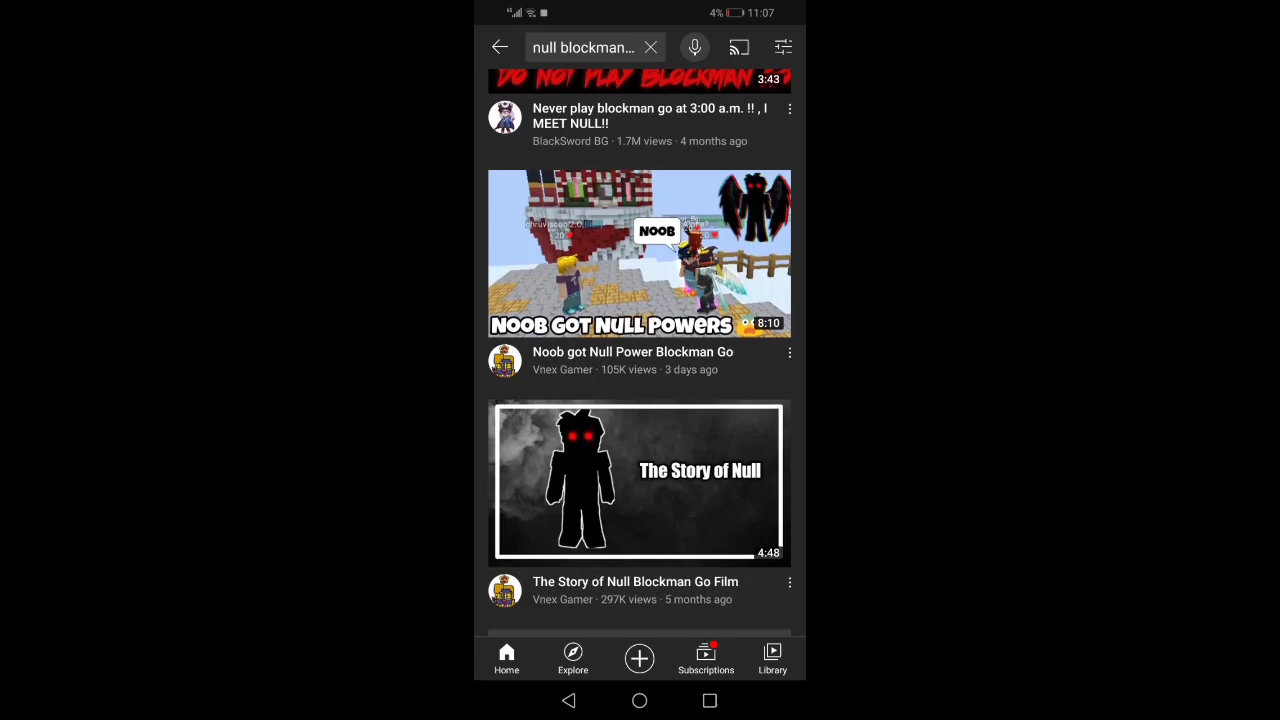 4% 11:07
null blockman...
DO NOT PLAY BLOCKMAN
3:43
Never play blockman go at 3:00 a.m. !! , I
MEET NULL!!
BlackSword BG · 1.7M views · 4 months ago
NOOB
20
20
NOOB GOT NULL POWERS
8:10
Noob got Null Power Blockman Go
Vnex Gamer · 105K views · 3 days ago
The Story of Null
4:48
The Story of Null Blockman Go Film
Vnex Gamer · 297K views · 5 months ago
Home
Explore
Subscriptions
Library